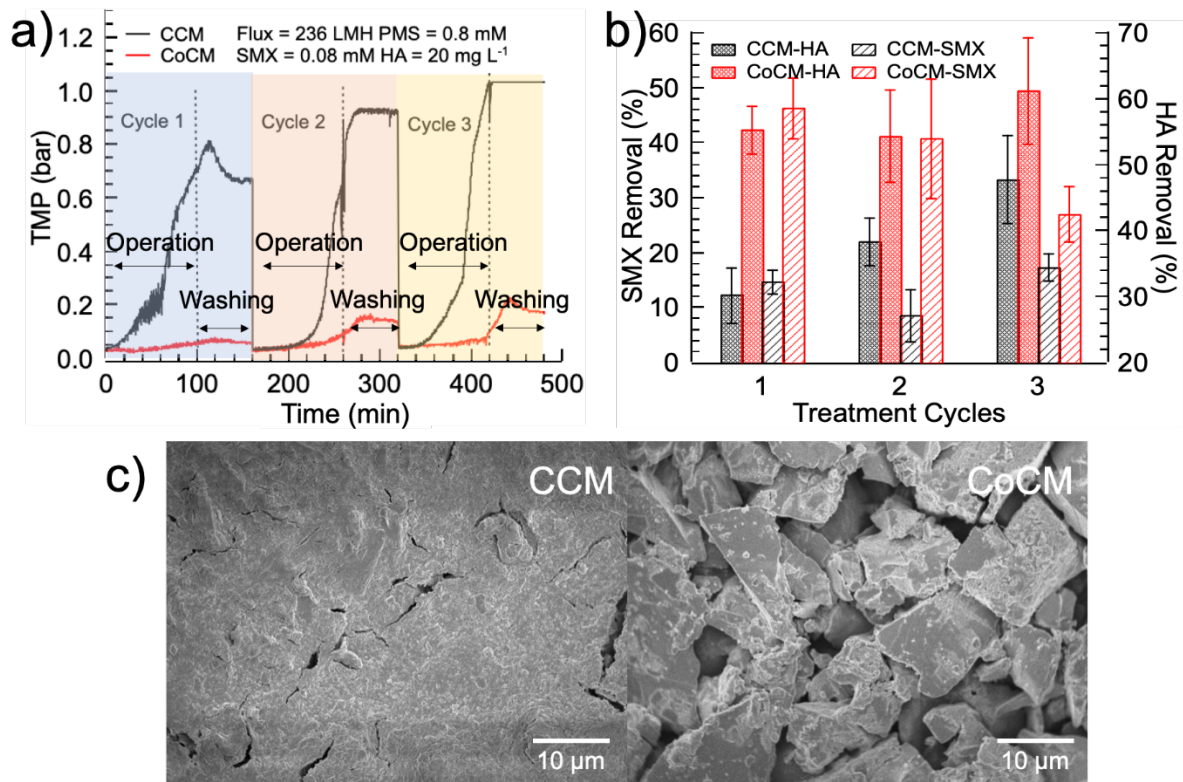 a)
CCM Flux = 236 LMH PMS = 0.8 mM
CoCM SMX = 0.08 mM HA = 20 mg L⁻¹
Cycle 1
Cycle 2
Cycle 3
Operation
Operation
Operation
Washing
Washing
Washing
TMP (bar)
1.2
1.0
0.8
0.6
0.4
0.2
0.0
0
100
200
300
400
500
Time (min)
b)
CCM-HA
CCM-SMX
CoCM-HA
CoCM-SMX
SMX Removal (%)
60
50
40
30
20
10
0
HA Removal (%)
70
60
50
40
30
20
1
2
3
Treatment Cycles
c)
CCM
10 µm
CoCM
10 µm